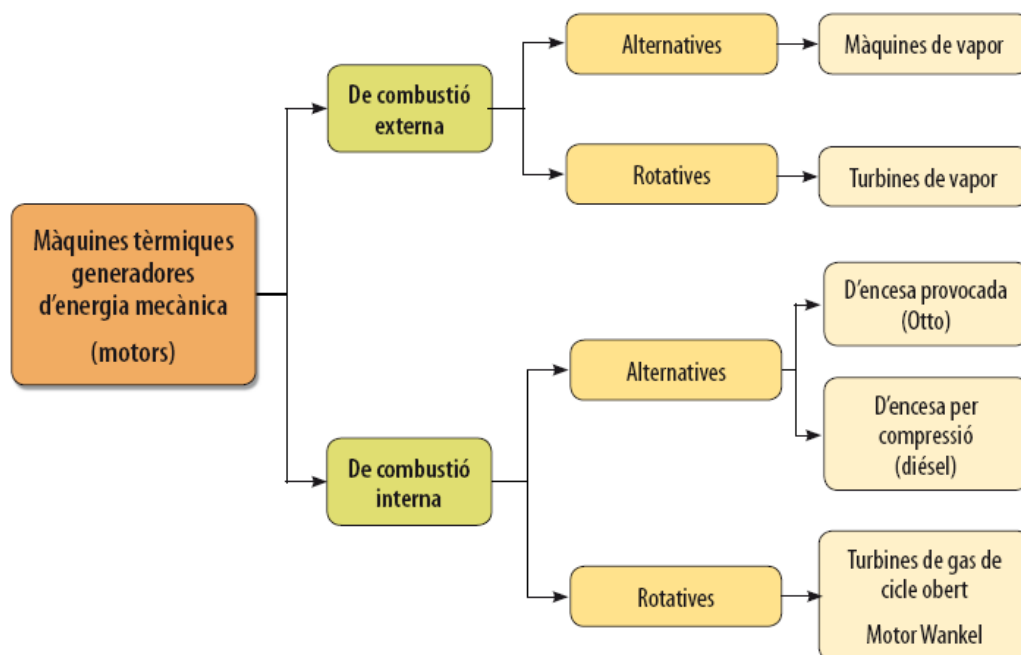 Màquines tèrmiques
generadores
d'energia mecànica
(motors)
De combustió
externa
Alternatives
Màquines de vapor
Rotatives
Turbines de vapor
De combustió
interna
Alternatives
D'encesa provocada
(Otto)
D'encesa per
compressió
(diésel)
Rotatives
Turbines de gas de
cicle obert
Motor Wankel